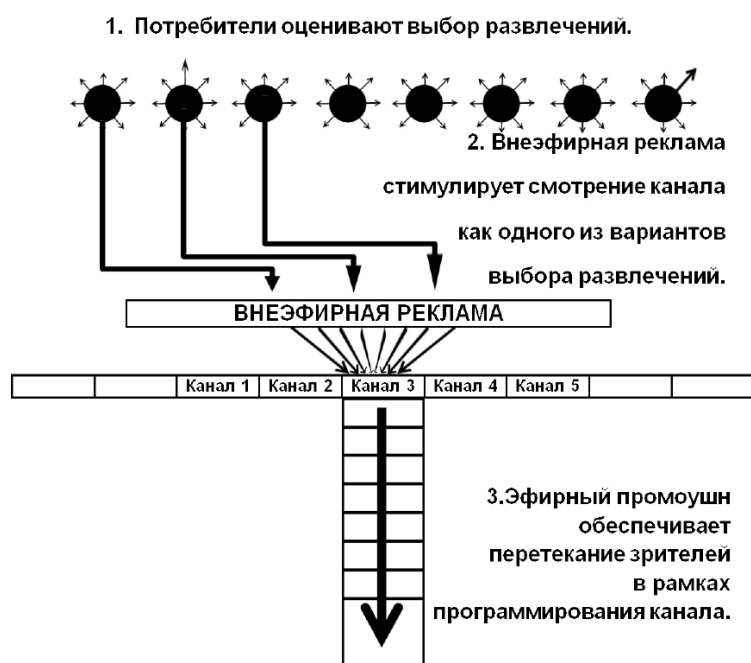 1. Потребители оценивают выбор развлечений.
2. Внеэфирная реклама
стимулирует смотрение канала
как одного из вариантов
выбора развлечений.
ВНЕЭФИРНАЯ РЕКЛАМА
Канал 1 Канал 2 Канал 3 Канал 4 Канал 5
3.Эфирный промоушн
обеспечивает
перетекание зрителей
в рамках
программирования канала.